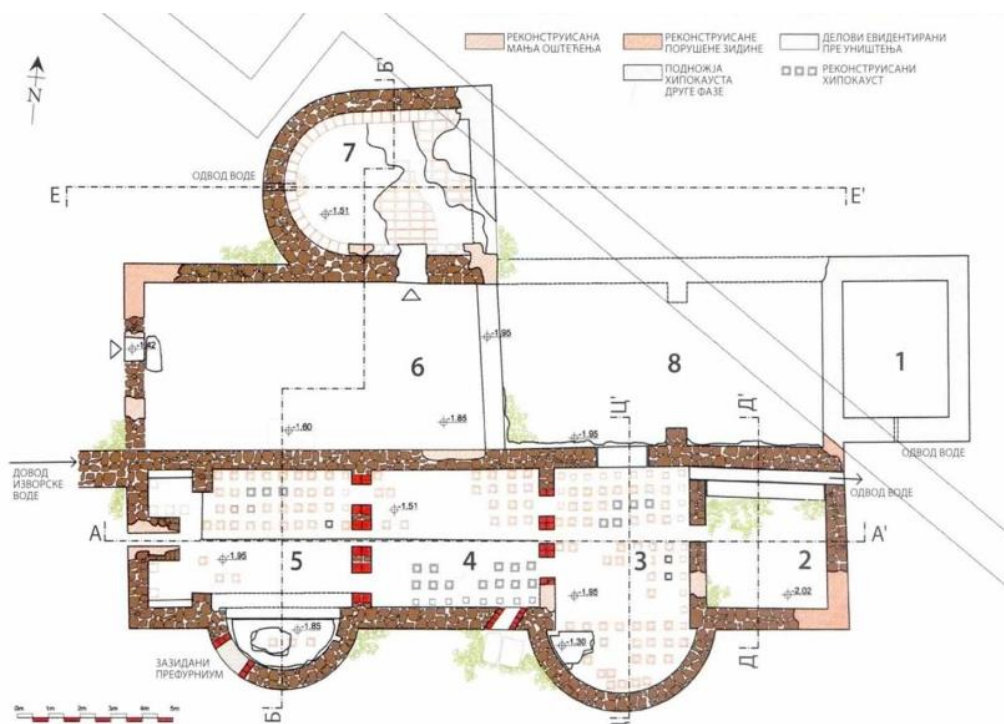 РЕКОНСТРУИСАНА
МАЊА ОШТЕЋЕЊА
РЕКОНСТРУИСАНЕ
ПОРУШЕНЕ ЗИДИНЕ
ДЕЛОВИ ЕВИДЕНТИРАНИ
ПРЕ УНИШТЕЊА
ПОДНОЖЈА
ХИПОКАУСТА
ДРУГЕ ФАЗЕ
РЕКОНСТРУИСАНИ
ХИПОКАУСТ
N
Б'
7
ОДВОД ВОДЕ
Е
Е'
-1.51
-1.42
-1.95
6
8
1
-1.60
-1.85
-1.95
Ц'
Д'
ДОВОД
ИЗВОРСКЕ
ВОДЕ
ОДВОД ВОДЕ
ОДВОД ВОДЕ
-1.51
А
А'
-1.95
5
4
3
2
-1.95
-2.02
-1.85
-1.30
ЗАЗИДАНИ
ПРЕФУРНИУМ
Д
Б
Ц
0m 1m 2m 3m 4m 5m